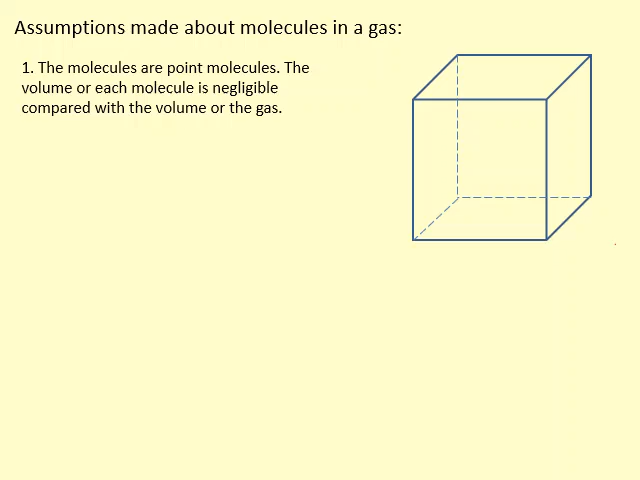 Assumptions made about molecules in a gas:
1. The molecules are point molecules. The
volume or each molecule is negligible
compared with the volume or the gas.